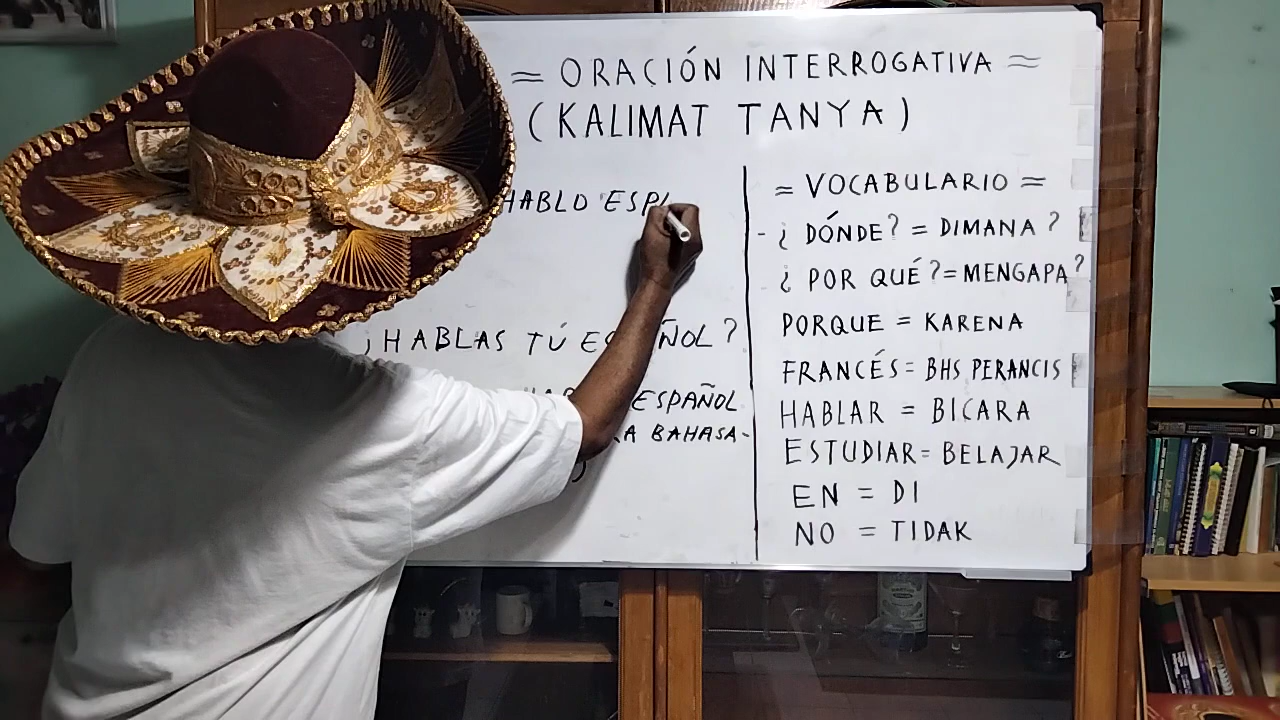 = ORACIÓN INTERROGATIVA =
(KALIMAT TANYA)
HABLO
¿HABLAS TÚ ESPAÑOL?
ESPAÑOL
BAHASA-
= VOCABULARIO =
- ¿DÓNDE? = DIMANA?
¿POR QUÉ? = MENGAPA?
PORQUE = KARENA
FRANCÉS = BHS PERANCIS
HABLAR = BICARA
ESTUDIAR = BELAJAR
EN = DI
NO = TIDAK